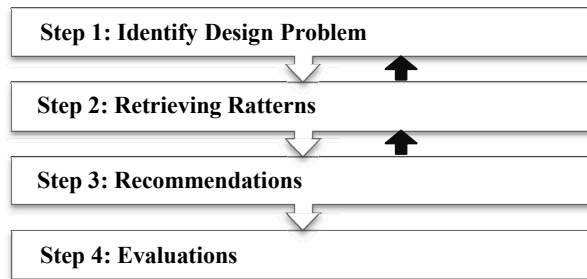 Step 1: Identify Design Problem
Step 2: Retrieving Ratterns
Step 3: Recommendations
Step 4: Evaluations